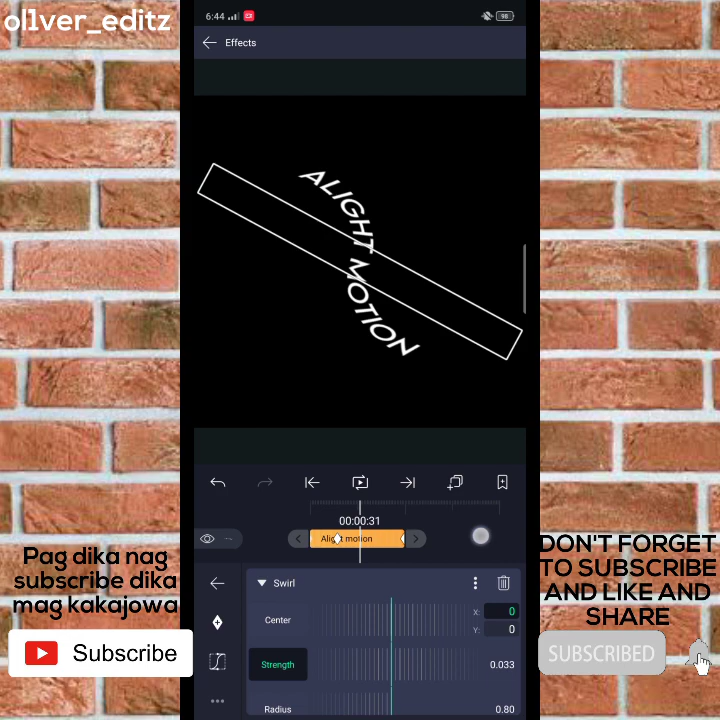 ol1ver_editz
6:44
98
Effects
ALIGHT MOTION
00:00:31
Alight motion
Swirl
Center
X: 0
Y: 0
Strength
0.033
Radius
0.80
Pag dika nag
subscribe dika
mag kakajowa
Subscribe
DON'T FORGET
TO SUBSCRIBE
AND LIKE AND
SHARE
SUBSCRIBED